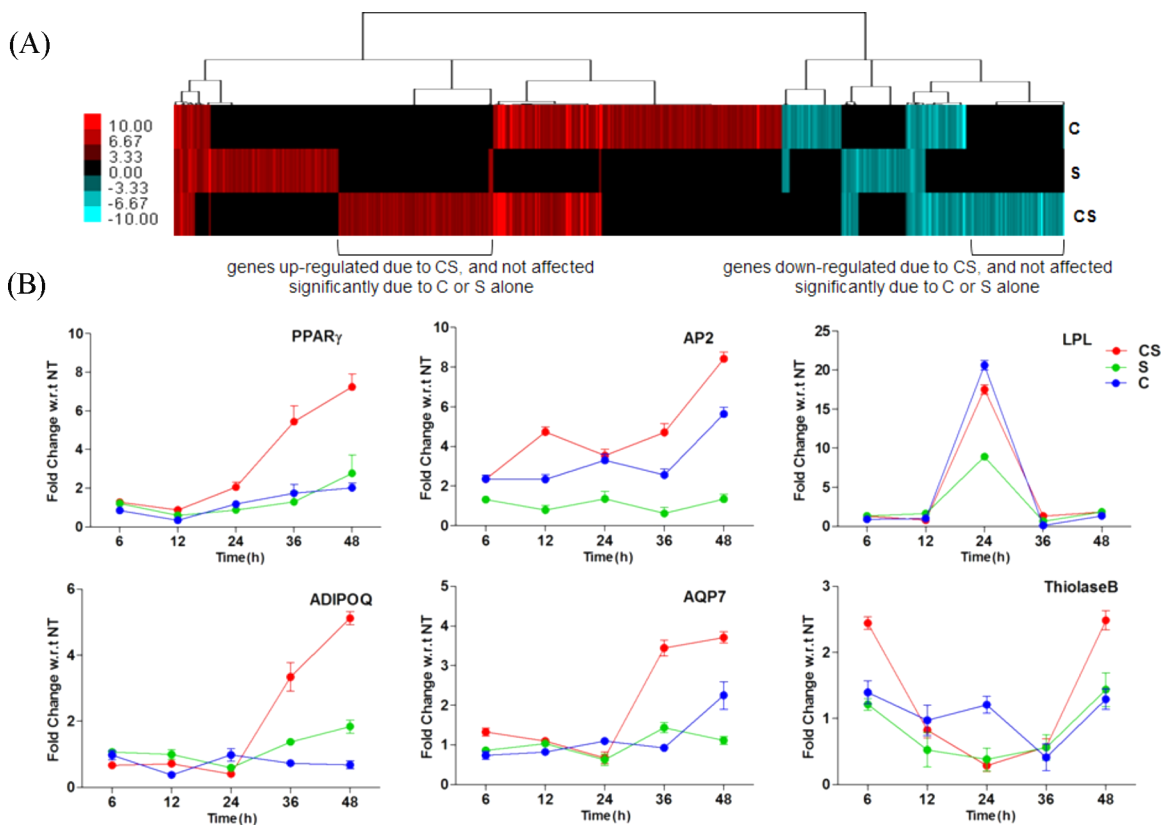 (A)
10.00
6.67
3.33
0.00
-3.33
-6.67
-10.00
C
S
CS
genes up-regulated due to CS, and not affected
significantly due to C or S alone
genes down-regulated due to CS, and not affected
significantly due to C or S alone
(B)
PPARγ
Fold Change w.r.t NT
10
8
6
4
2
0
6 12 24 36 48
Time(h)
AP2
Fold Change w.r.t NT
10
8
6
4
2
0
6 12 24 36 48
Time(h)
LPL
Fold Change w.r.t NT
25
20
15
10
5
0
6 12 24 36 48
Time(h)
CS
S
C
ADIPOQ
Fold Change w.r.t NT
6
4
2
0
6 12 24 36 48
Time(h)
AQP7
Fold Change w.r.t NT
5
4
3
2
1
0
6 12 24 36 48
Time(h)
ThiolaseB
Fold Change w.r.t NT
3
2
1
0
6 12 24 36 48
Time(h)